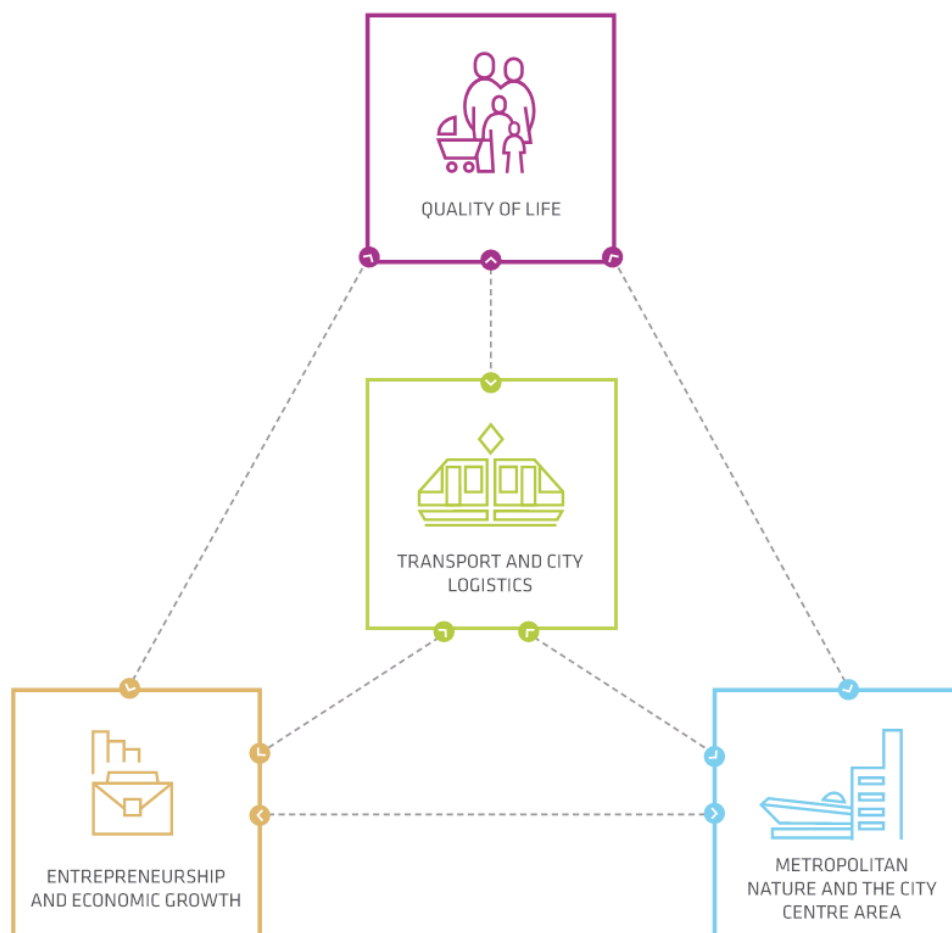 QUALITY OF LIFE
TRANSPORT AND CITY
LOGISTICS
ENTREPRENEURSHIP
AND ECONOMIC GROWTH
METROPOLITAN
NATURE AND THE CITY
CENTRE AREA